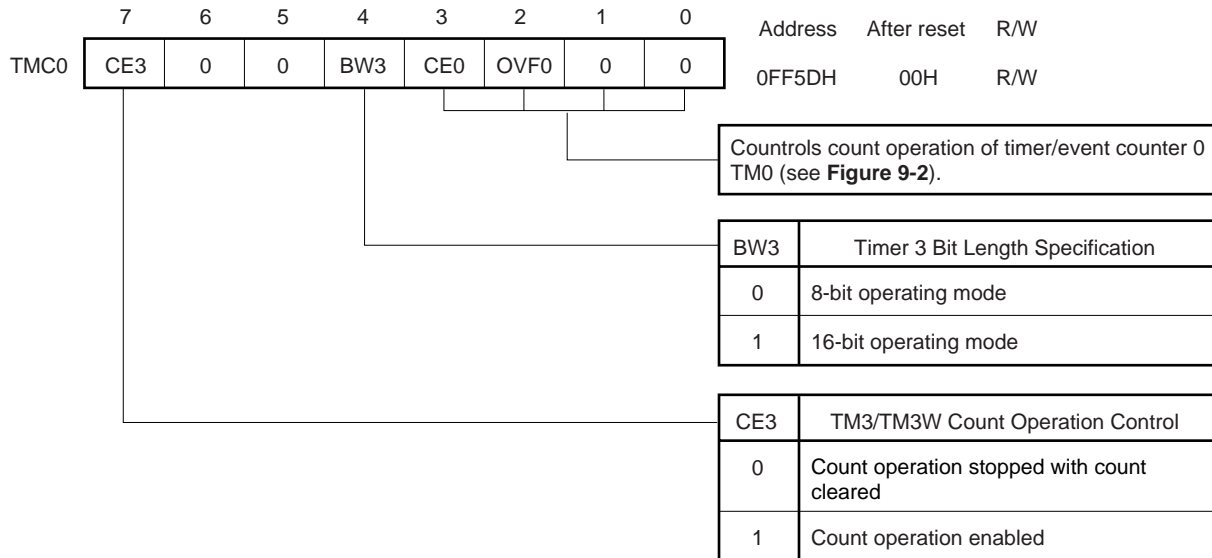 7 6 5 4 3 2 1 0
Address After reset R/W
TMC0 CE3 0 0 BW3 CE0 OVF0 0 0
0FF5DH 00H R/W
Countrols count operation of timer/event counter 0
TM0 (see Figure 9-2).
BW3 Timer 3 Bit Length Specification
0 8-bit operating mode
1 16-bit operating mode
CE3 TM3/TM3W Count Operation Control
0 Count operation stopped with count
cleared
1 Count operation enabled